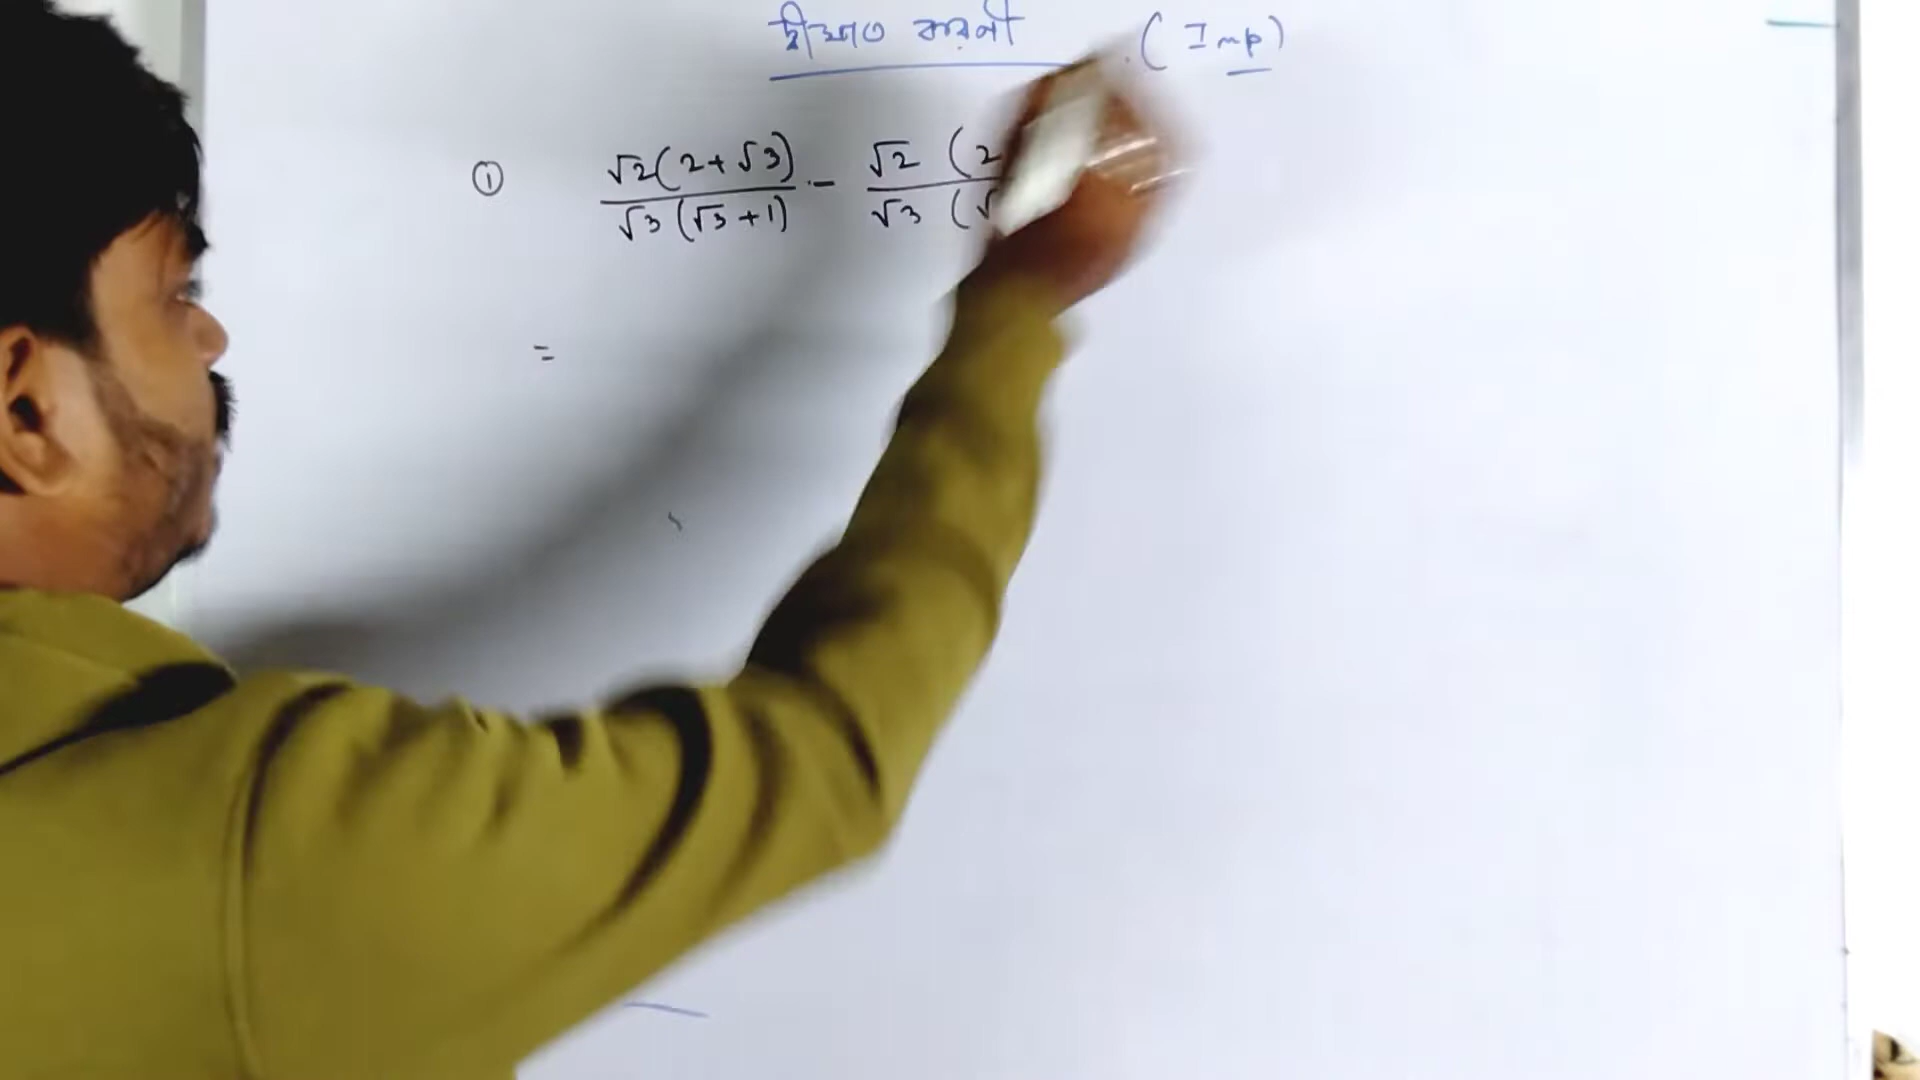 দ্বীঘাত করণী (Imp)
① √2(2+√3) / √3(√3+1) - √2 (2 / √3 (√
=